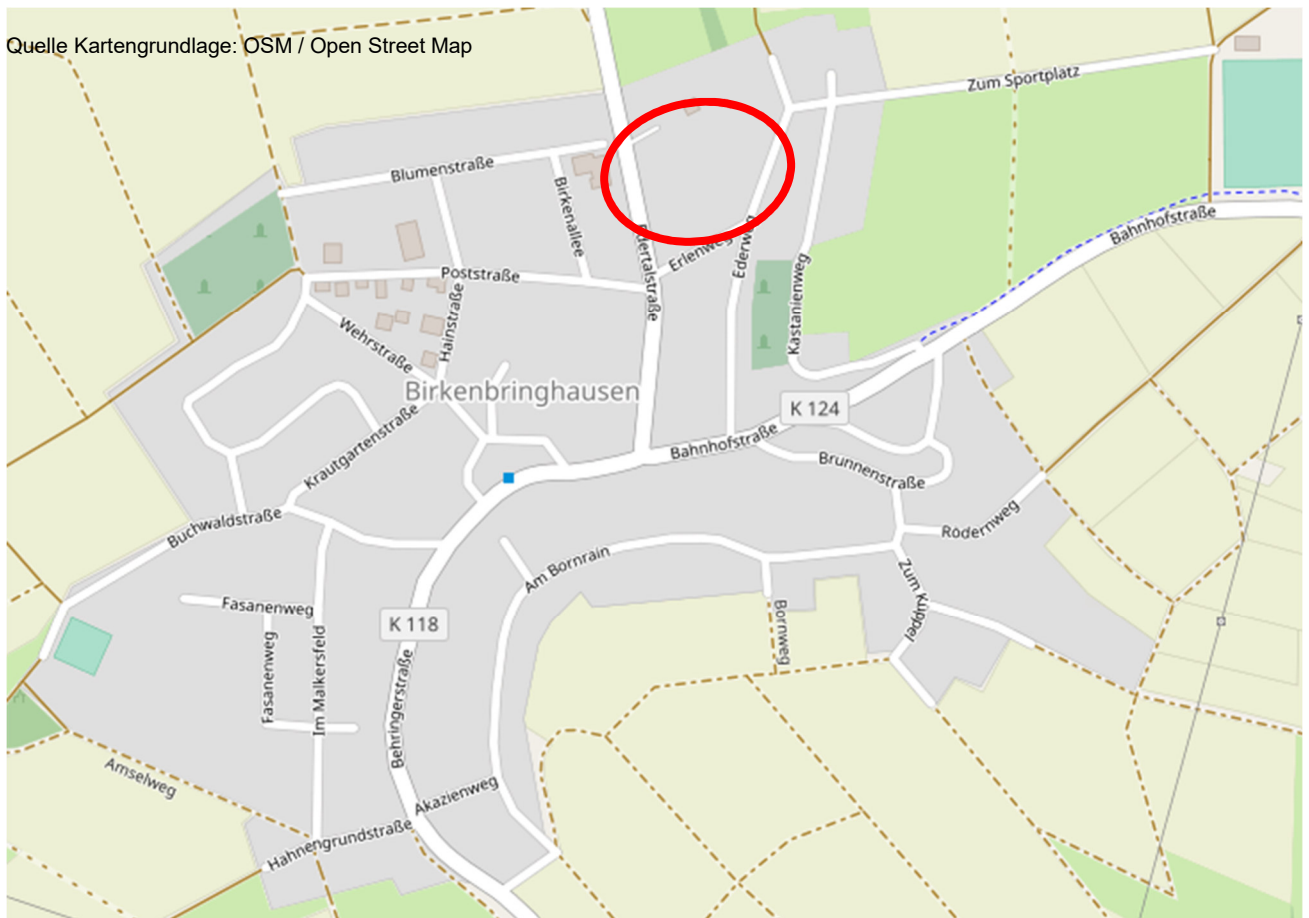 Quelle Kartengrundlage: OSM / Open Street Map
Zum Sportplatz
Blumenstraße
Birkenallee
Bahnhofstraße
Edertalstraße
Erlenweg
Ederweg
Kastanienweg
Poststraße
Hainstraße
Wehrstraße
Birkenbringhausen
K 124
Krautgartenstraße
Bahnhofstraße
Brunnenstraße
Buchwaldstraße
Rödernweg
Am Bornrain
Zum Küppel
Fasanenweg
K 118
Bornweg
Fasanenweg
Im Malkersfeld
Behringerstraße
Amselweg
Akazienweg
Hahnengrundstraße